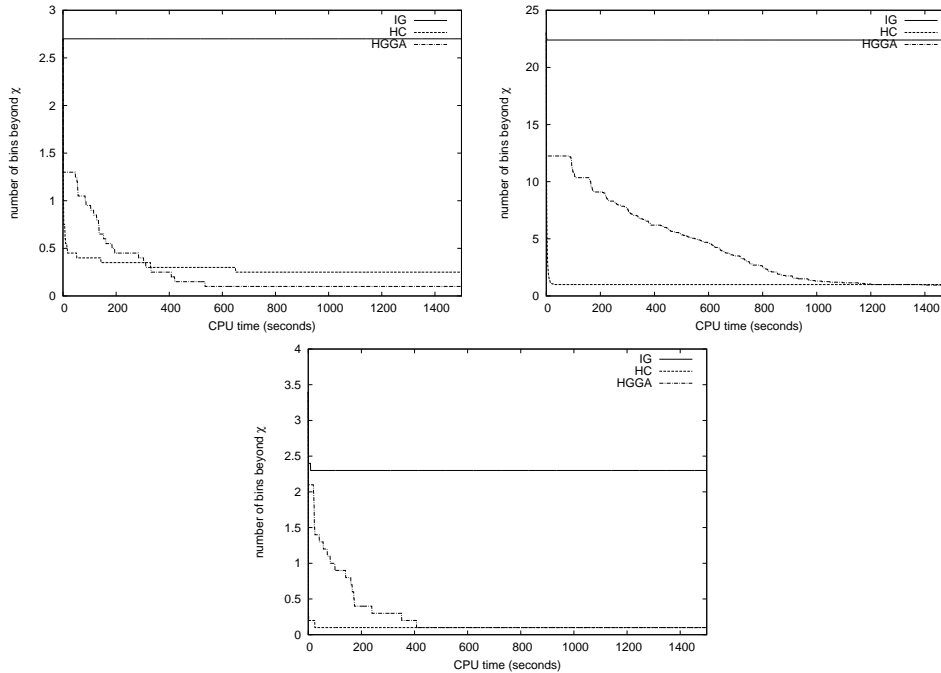 3
2.5
2
1.5
1
0.5
0
number of bins beyond χ
IG
HC
HGGA
0 200 400 600 800 1000 1200 1400
CPU time (seconds)
25
20
15
10
5
0
number of bins beyond χ
IG
HC
HGGA
0 200 400 600 800 1000 1200 1400
CPU time (seconds)
4
3.5
3
2.5
2
1.5
1
0.5
0
number of bins beyond χ
IG
HC
HGGA
0 200 400 600 800 1000 1200 1400
CPU time (seconds)